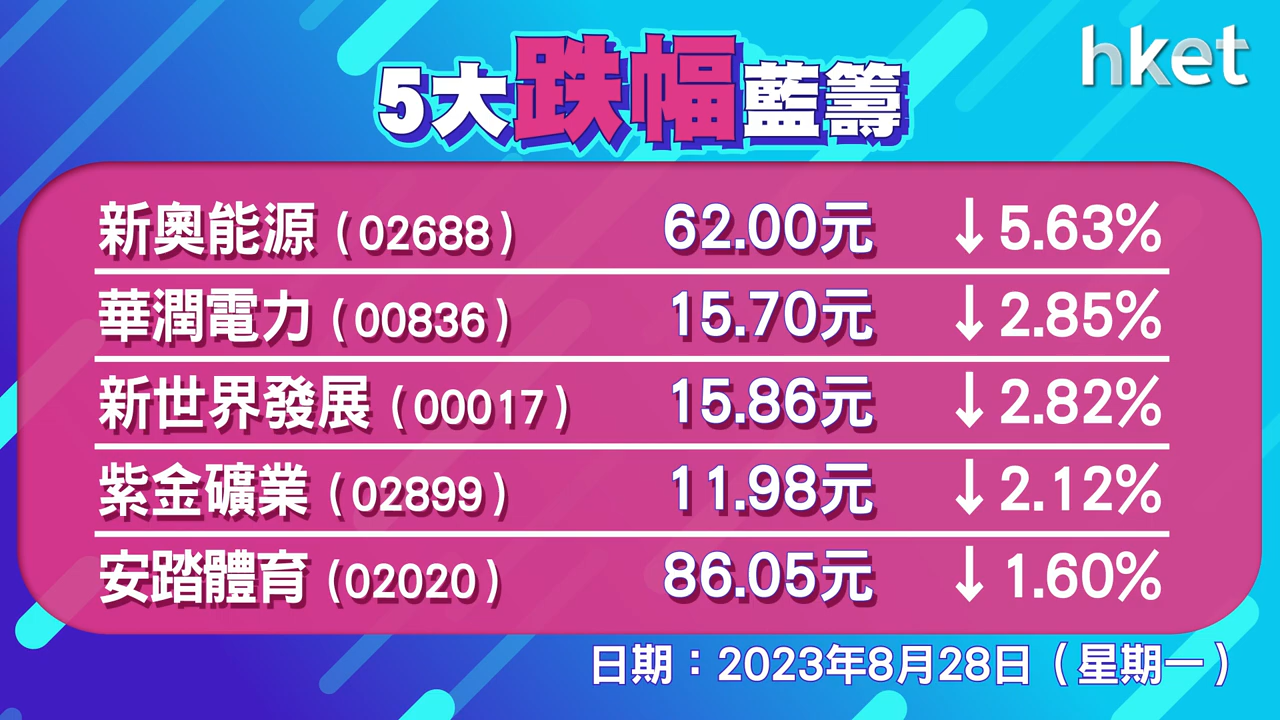 hket
5大跌幅藍籌
新奧能源（02688） 62.00元 ↓5.63%
華潤電力（00836） 15.70元 ↓2.85%
新世界發展（00017） 15.86元 ↓2.82%
紫金礦業（02899） 11.98元 ↓2.12%
安踏體育（02020） 86.05元 ↓1.60%
日期：2023年8月28日（星期一）